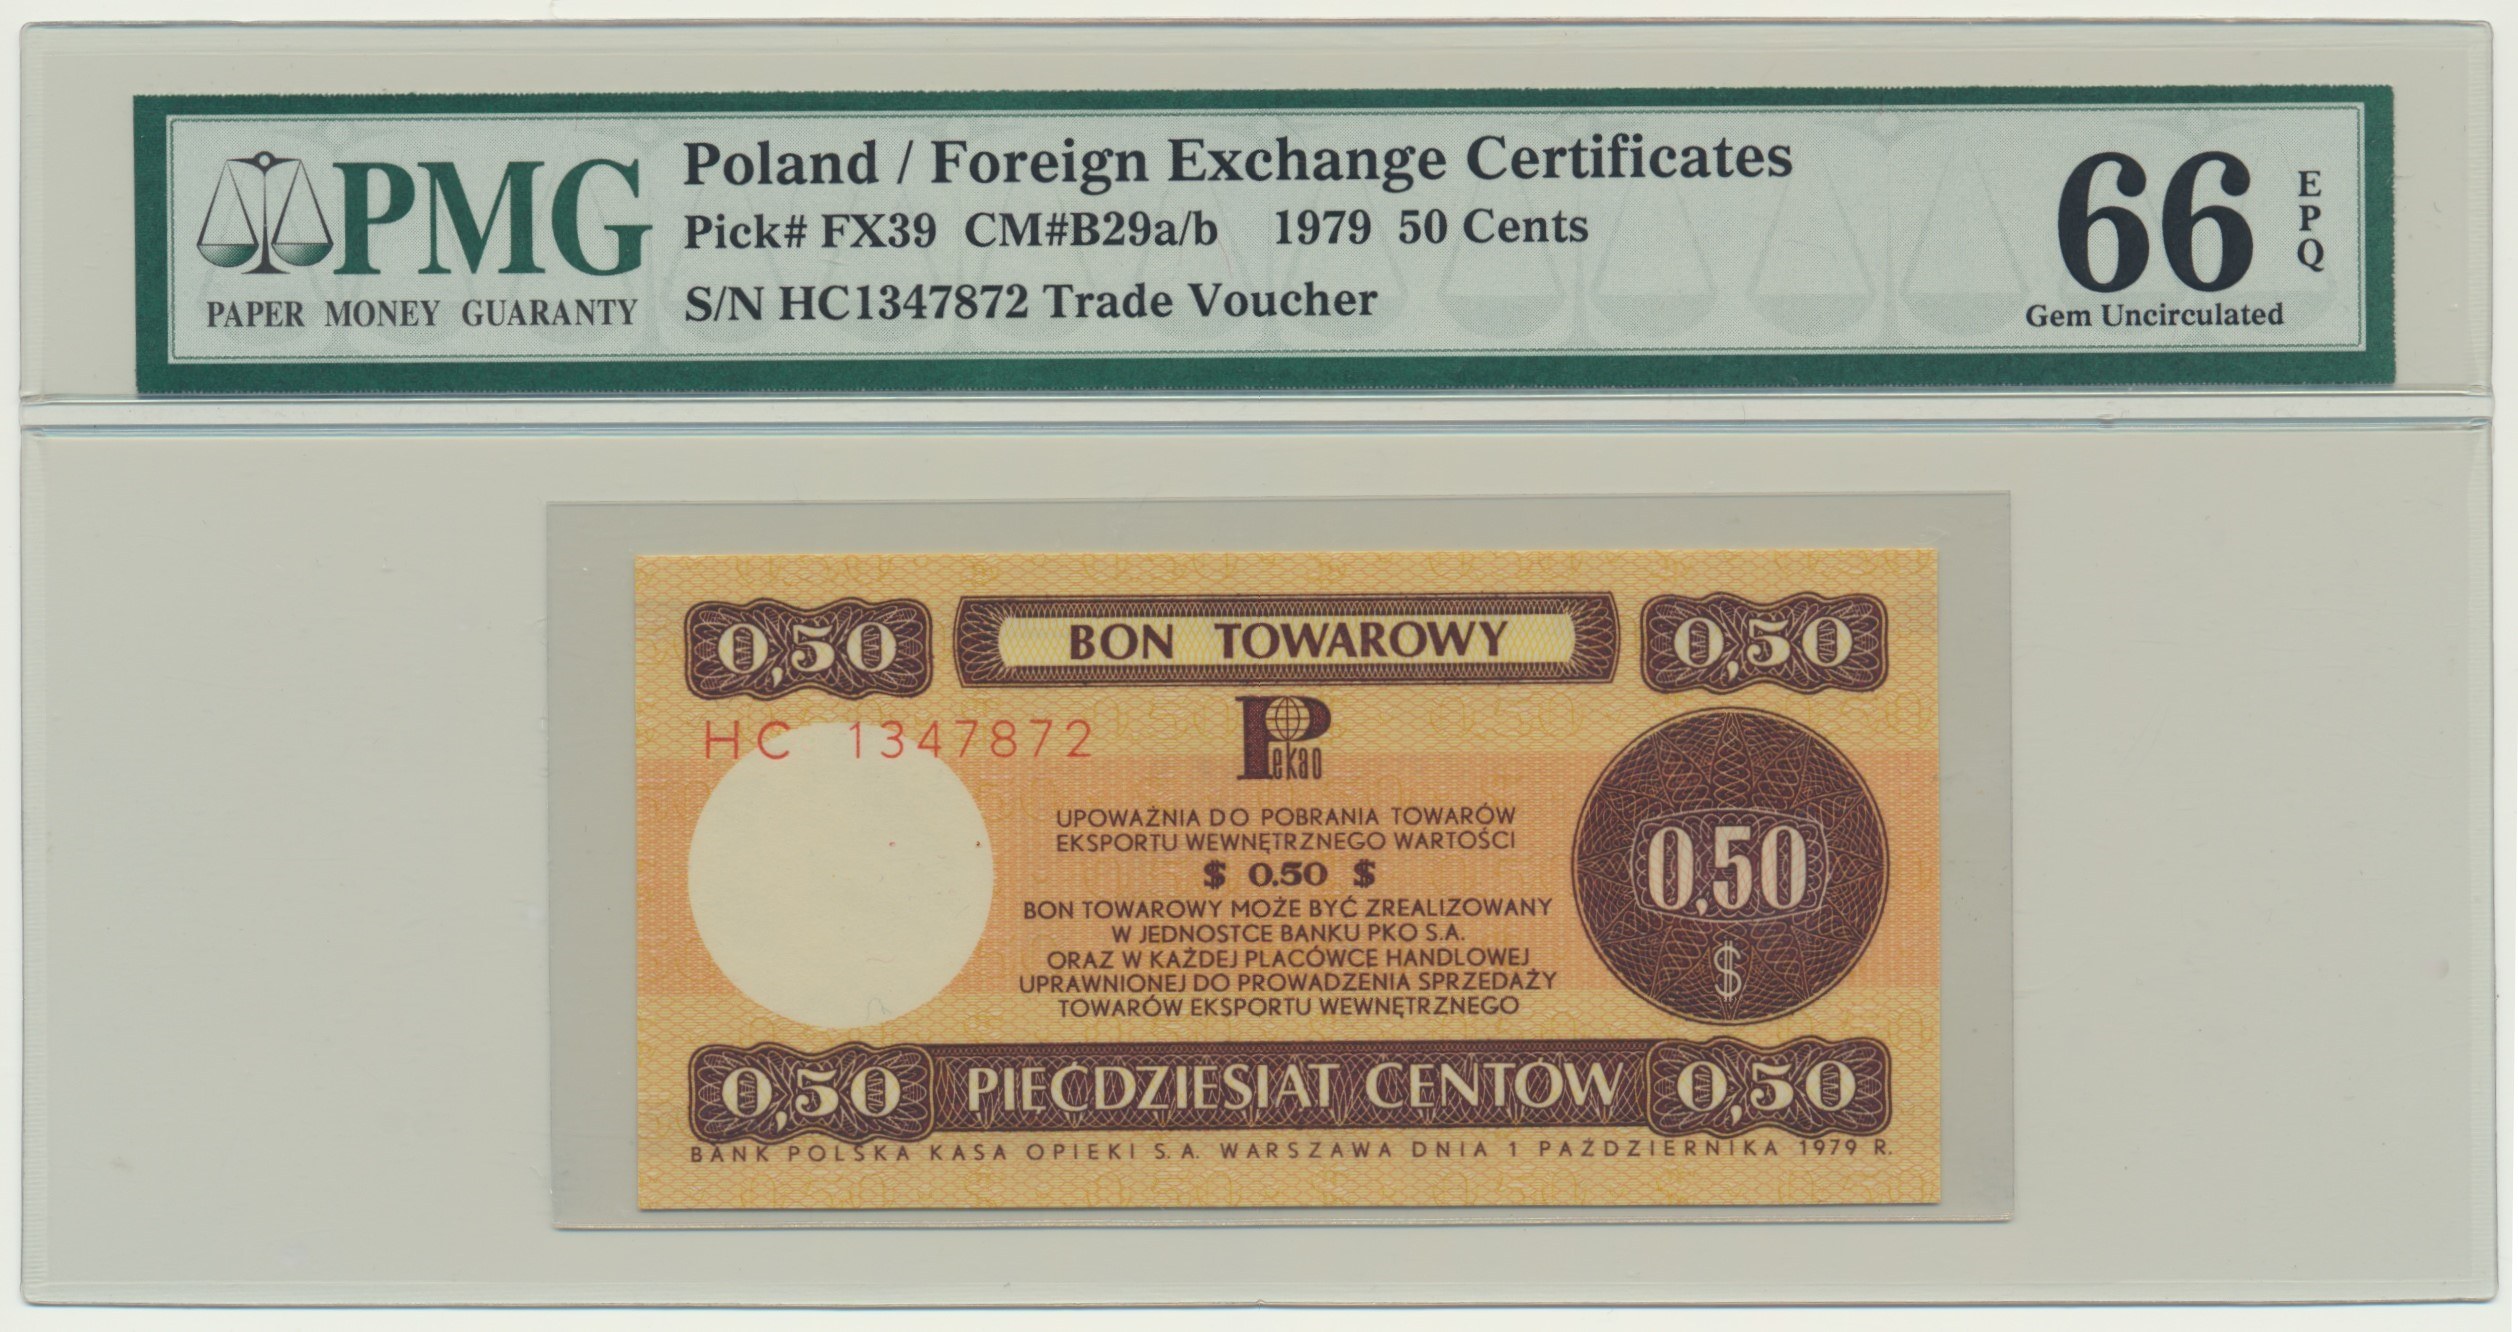 PMG
PAPER MONEY GUARANTY
Poland / Foreign Exchange Certificates
Pick# FX39 CM#B29a/b 1979 50 Cents
S/N HC1347872 Trade Voucher
66
EPQ
Gem Uncirculated
0,50 BON TOWAROWY 0,50
HC 1347872
Pekao
UPOWAŻNIA DO POBRANIA TOWARÓW
EKSPORTU WEWNĘTRZNEGO WARTOŚCI
$ 0.50 $
BON TOWAROWY MOŻE BYĆ ZREALIZOWANY
W JEDNOSTCE BANKU PKO S.A.
ORAZ W KAŻDEJ PLACÓWCE HANDLOWEJ
UPRAWNIONEJ DO PROWADZENIA SPRZEDAŻY
TOWARÓW EKSPORTU WEWNĘTRZNEGO
0,50
$
0,50 PIĘĆDZIESIĄT CENTÓW 0,50
BANK POLSKA KASA OPIEKI S.A. WARSZAWA DNIA 1 PAŹDZIERNIKA 1979 R.